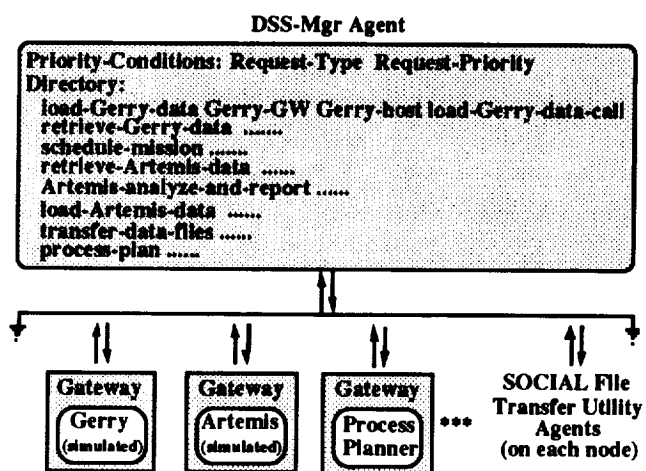 DSS-Mgr Agent
Priority-Conditions: Request-Type Request-Priority
Directory:
load-Gerry-data Gerry-GW Gerry-host load-Gerry-data-call
retrieve-Gerry-data .......
schedule-mission .......
retrieve-Artemis-data ......
Artemis-analyze-and-report ......
load-Artemis-data ......
transfer-data-files ......
process-plan ......
Gateway
Gerry
(simulated)
Gateway
Artemis
(simulated)
Gateway
Process
Planner
***
SOCIAL File
Transfer Utility
Agents
(on each node)